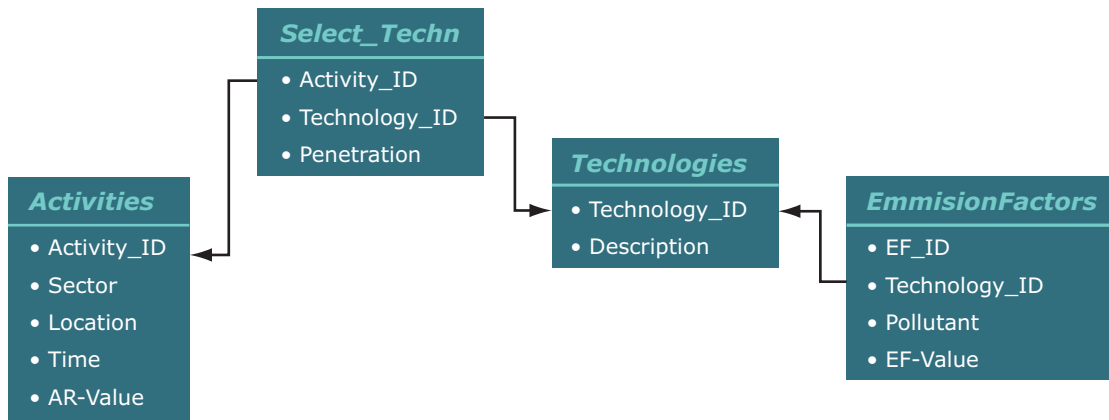 Select_Techn
• Activity_ID
• Technology_ID
• Penetration
Activities
• Activity_ID
• Sector
• Location
• Time
• AR-Value
Technologies
• Technology_ID
• Description
EmmisionFactors
• EF_ID
• Technology_ID
• Pollutant
• EF-Value